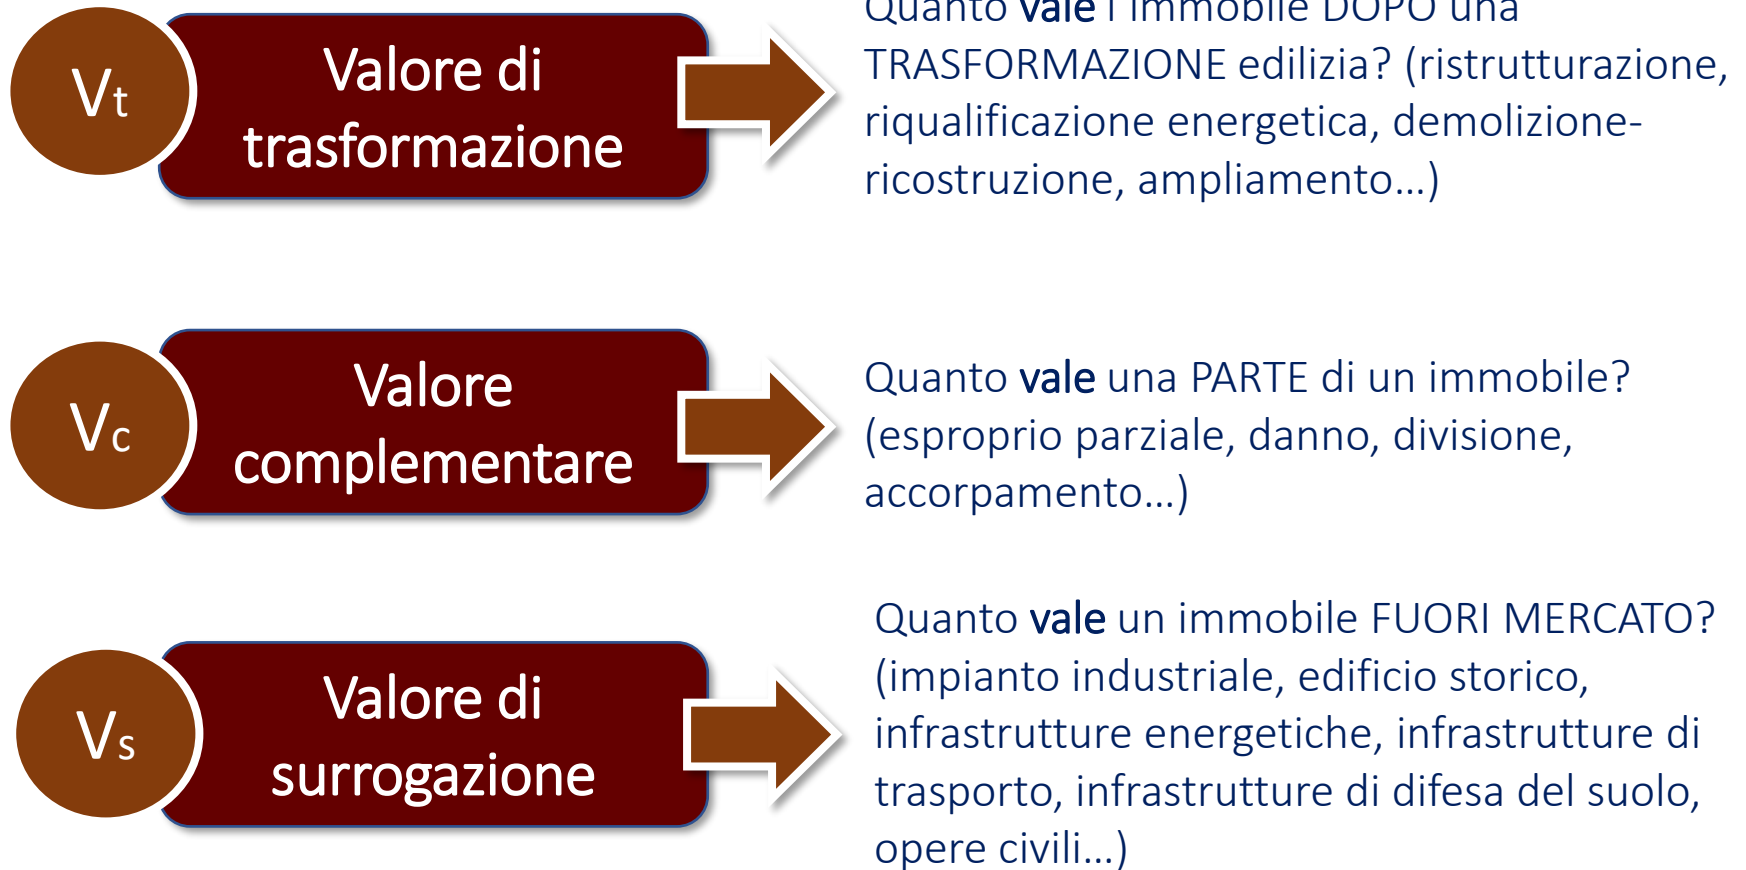 Quanto vale l'immobile DOPO una
Vt
Valore di
trasformazione
TRASFORMAZIONE edilizia? (ristrutturazione,
riqualificazione energetica, demolizione-
ricostruzione, ampliamento…)
Vc
Valore
complementare
Quanto vale una PARTE di un immobile?
(esproprio parziale, danno, divisione,
accorpamento…)
Vs
Valore di
surrogazione
Quanto vale un immobile FUORI MERCATO?
(impianto industriale, edificio storico,
infrastrutture energetiche, infrastrutture di
trasporto, infrastrutture di difesa del suolo,
opere civili…)